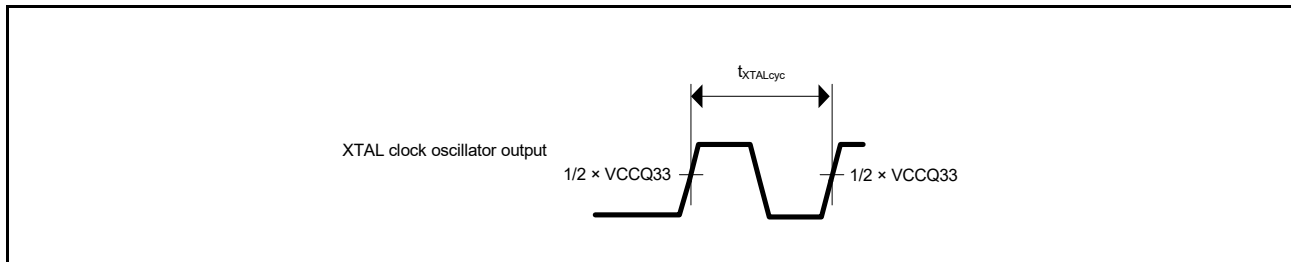 tXTALcyc
XTAL clock oscillator output
1/2 × VCCQ33
1/2 × VCCQ33